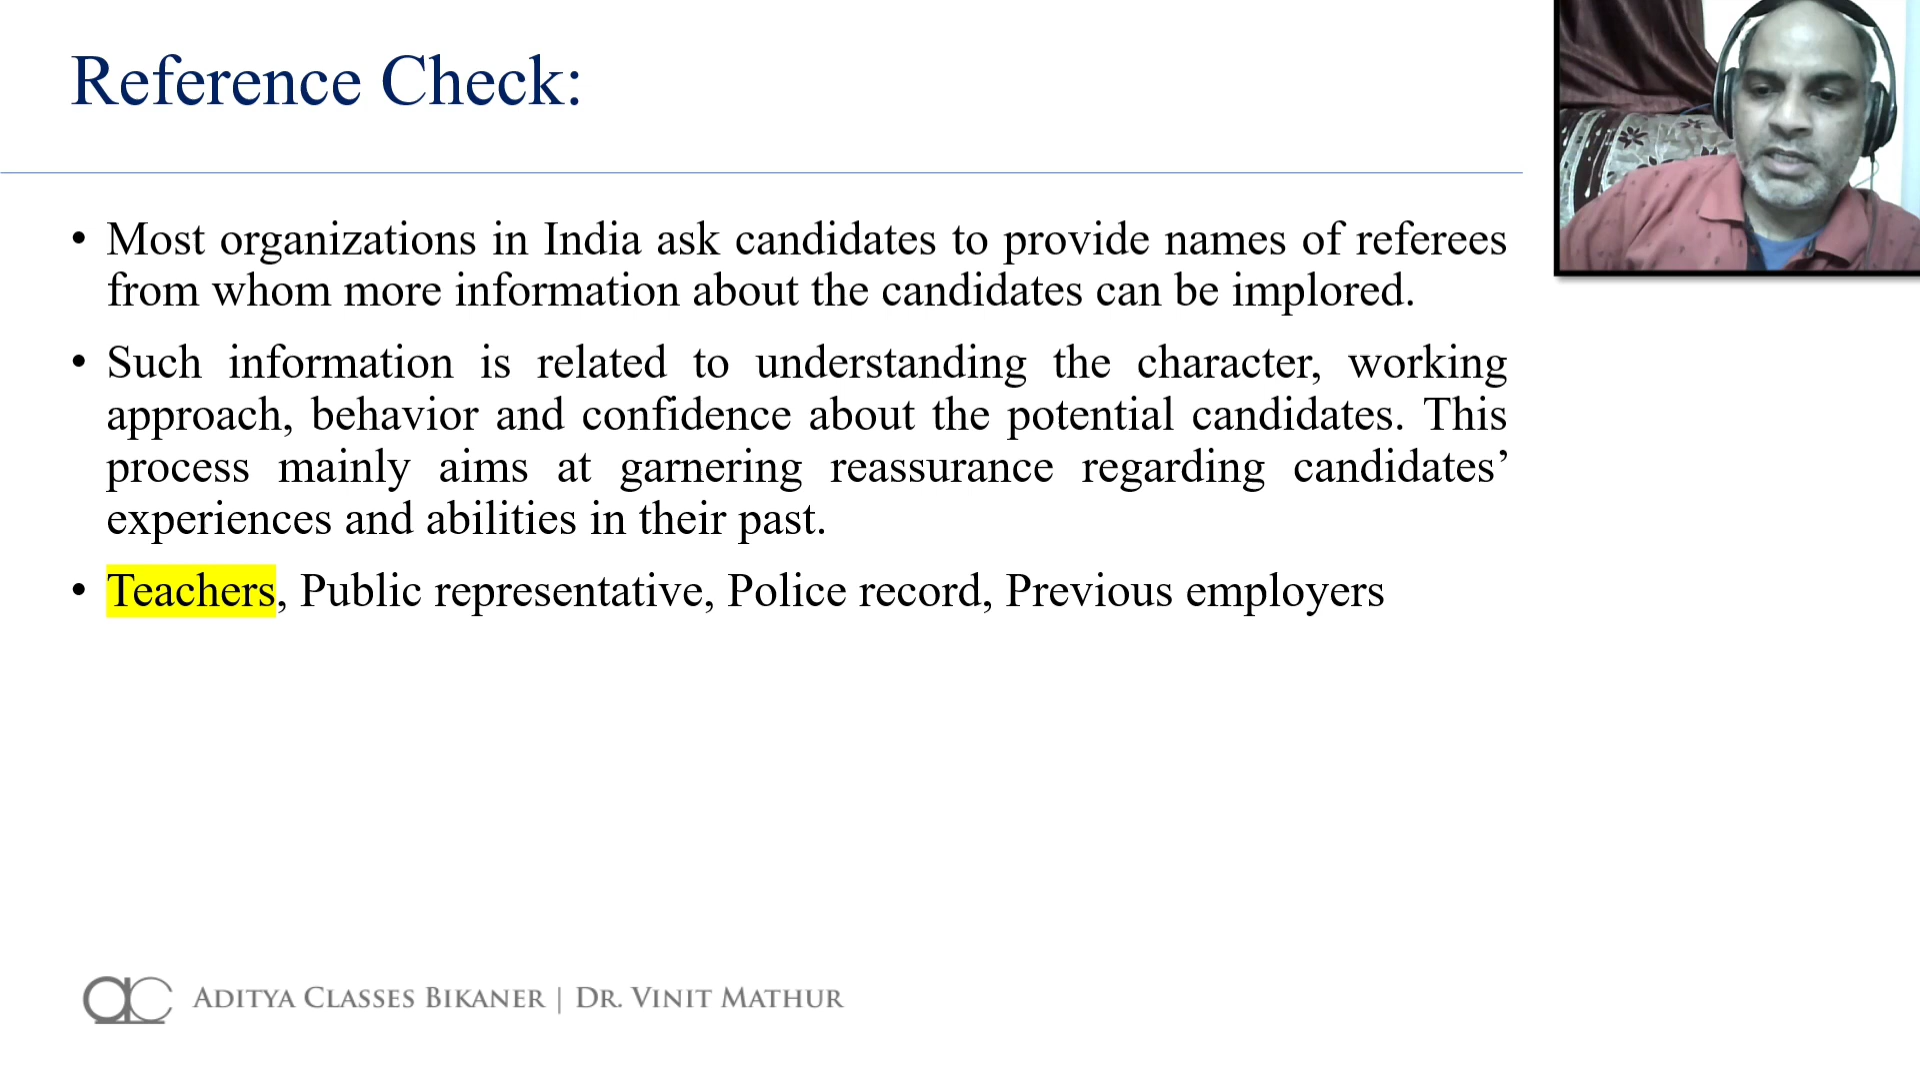 Reference Check:
• Most organizations in India ask candidates to provide names of referees
from whom more information about the candidates can be implored.
• Such information is related to understanding the character, working
approach, behavior and confidence about the potential candidates. This
process mainly aims at garnering reassurance regarding candidates’
experiences and abilities in their past.
• Teachers, Public representative, Police record, Previous employers
ac ADITYA CLASSES BIKANER | DR. VINIT MATHUR